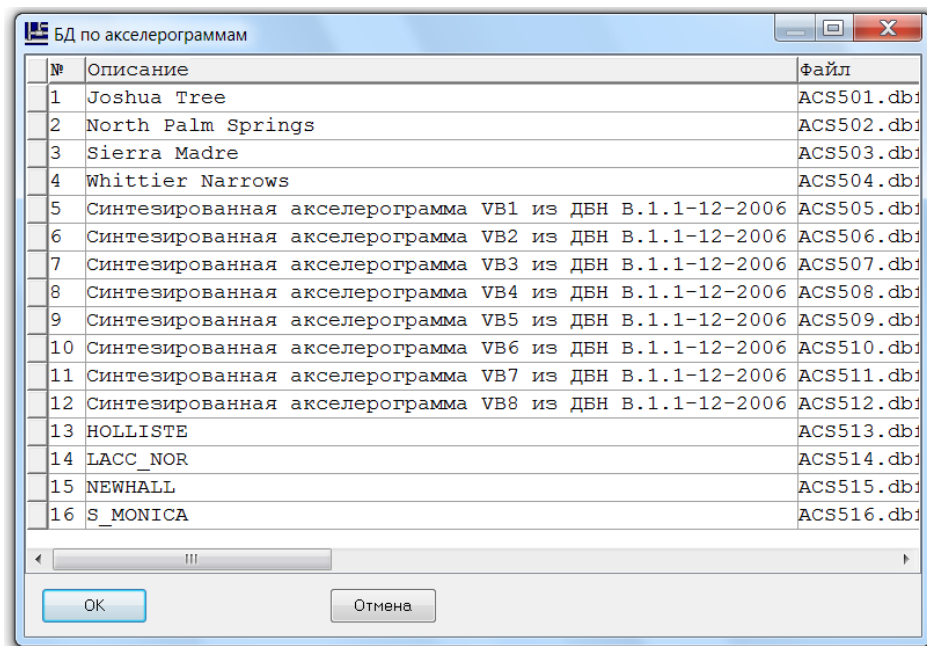 БД по акселерограммам
№ Описание Файл
1 Joshua Tree ACS501.dbf
2 North Palm Springs ACS502.dbf
3 Sierra Madre ACS503.dbf
4 Whittier Narrows ACS504.dbf
5 Синтезированная акселерограмма VB1 из ДБН В.1.1-12-2006 ACS505.dbf
6 Синтезированная акселерограмма VB2 из ДБН В.1.1-12-2006 ACS506.dbf
7 Синтезированная акселерограмма VB3 из ДБН В.1.1-12-2006 ACS507.dbf
8 Синтезированная акселерограмма VB4 из ДБН В.1.1-12-2006 ACS508.dbf
9 Синтезированная акселерограмма VB5 из ДБН В.1.1-12-2006 ACS509.dbf
10 Синтезированная акселерограмма VB6 из ДБН В.1.1-12-2006 ACS510.dbf
11 Синтезированная акселерограмма VB7 из ДБН В.1.1-12-2006 ACS511.dbf
12 Синтезированная акселерограмма VB8 из ДБН В.1.1-12-2006 ACS512.dbf
13 HOLLISTE ACS513.dbf
14 LACC_NOR ACS514.dbf
15 NEWHALL ACS515.dbf
16 S_MONICA ACS516.dbf
OK Отмена